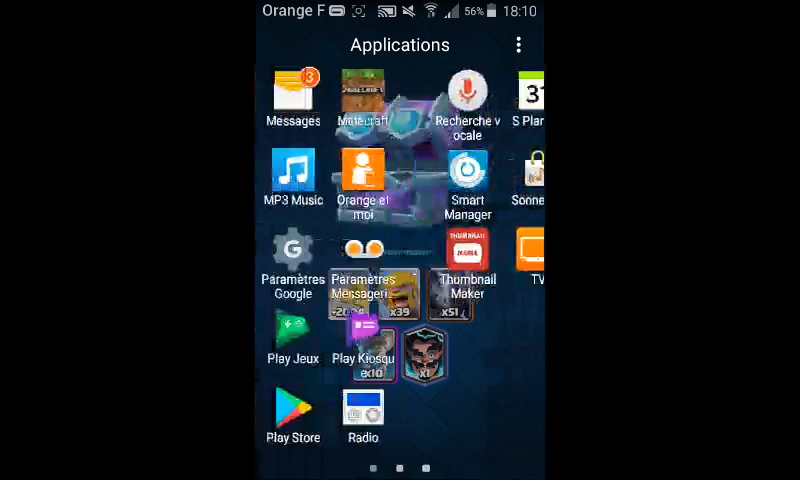 Orange F 56% 18:10
Applications
3 31
Messages Minecraft Recherche v S Plan
ocale
MP3 Music Orange et Smart Sonne
moi Manager
THUMBNAIL
MAKER
G
Paramètres Paramètres Thumbnail TV
Google Messageri Maker
x39 x51
Play Jeux Play Kiosqu
e
x10 x1
Play Store Radio